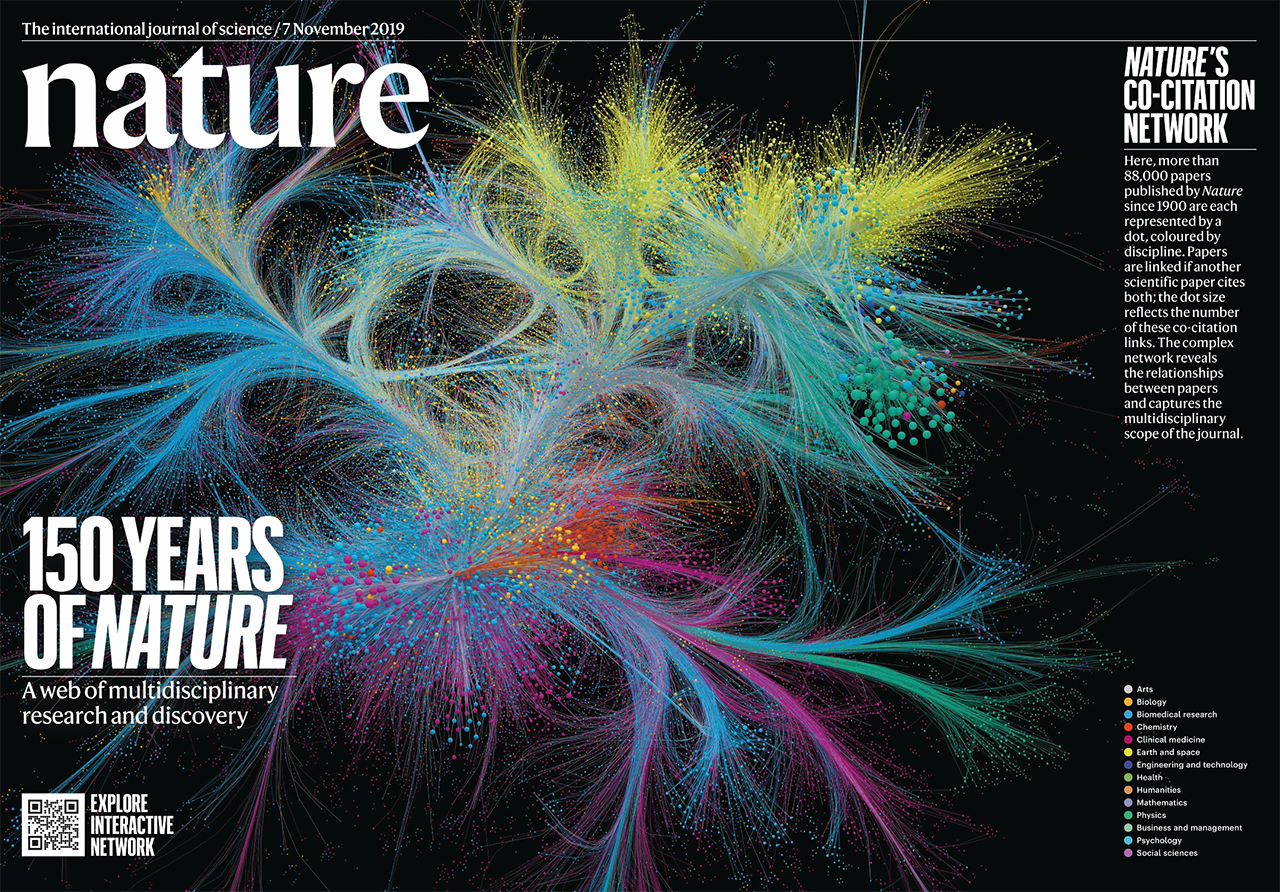 The international journal of science / 7 November 2019
nature
NATURE'S
CO-CITATION
NETWORK
Here, more than
88,000 papers
published by Nature
since 1900 are each
represented by a
dot, coloured by
discipline. Papers
are linked if another
scientific paper cites
both; the dot size
reflects the number
of these co-citation
links. The complex
network reveals
the relationships
between papers
and captures the
multidisciplinary
scope of the journal.
150 YEARS
OF NATURE
A web of multidisciplinary
research and discovery
EXPLORE
INTERACTIVE
NETWORK
Arts
Biology
Biomedical research
Chemistry
Clinical medicine
Earth and space
Engineering and technology
Health
Humanities
Mathematics
Physics
Business and management
Psychology
Social sciences